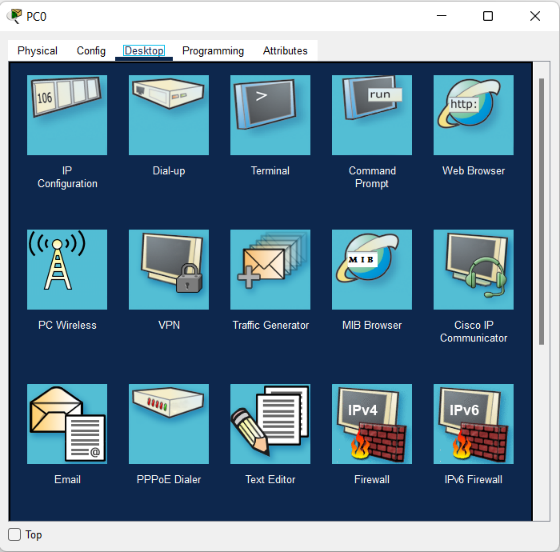 PC0
Physical Config Desktop Programming Attributes
106
>
run
http:
IP
Configuration
Dial-up
Terminal
Command
Prompt
Web Browser
MIB
PC Wireless
VPN
Traffic Generator
MIB Browser
Cisco IP
Communicator
@
IPv4
IPv6
Email
PPPoE Dialer
Text Editor
Firewall
IPv6 Firewall
Top